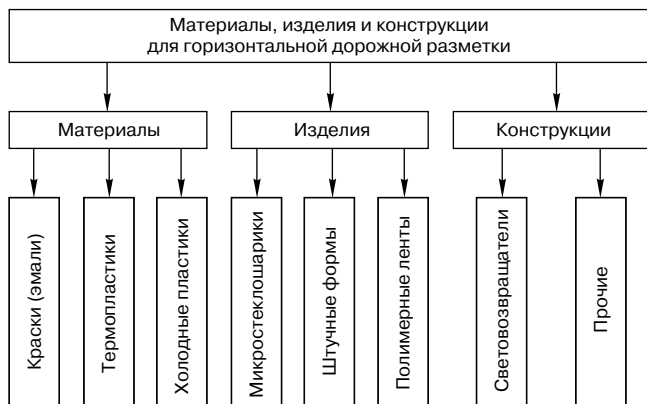 Материалы, изделия и конструкции
для горизонтальной дорожной разметки
Материалы
Изделия
Конструкции
Краски (эмали)
Термопластики
Холодные пластики
Микростеклошарики
Штучные формы
Полимерные ленты
Световозвращатели
Прочие